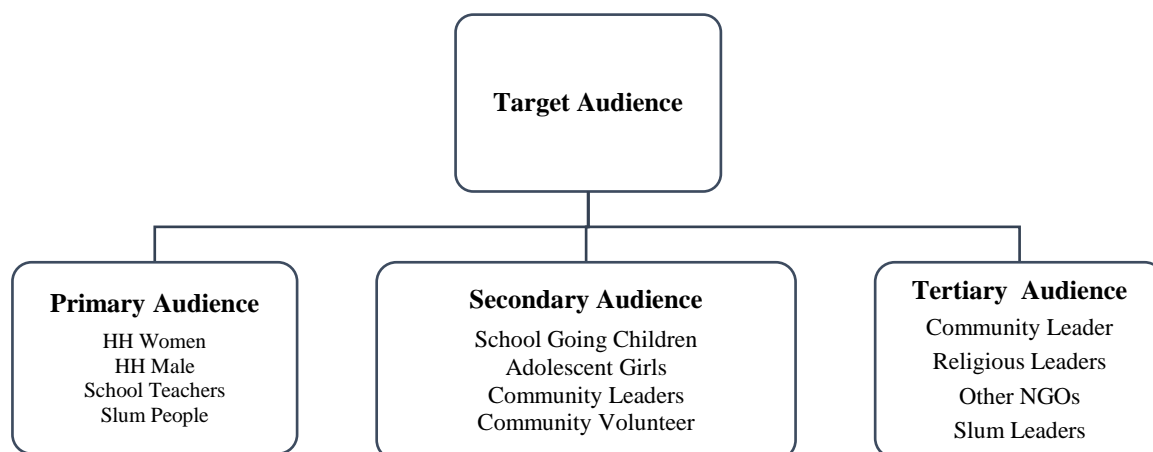 Target Audience
Primary Audience
HH Women
HH Male
School Teachers
Slum People
Secondary Audience
School Going Children
Adolescent Girls
Community Leaders
Community Volunteer
Tertiary Audience
Community Leader
Religious Leaders
Other NGOs
Slum Leaders